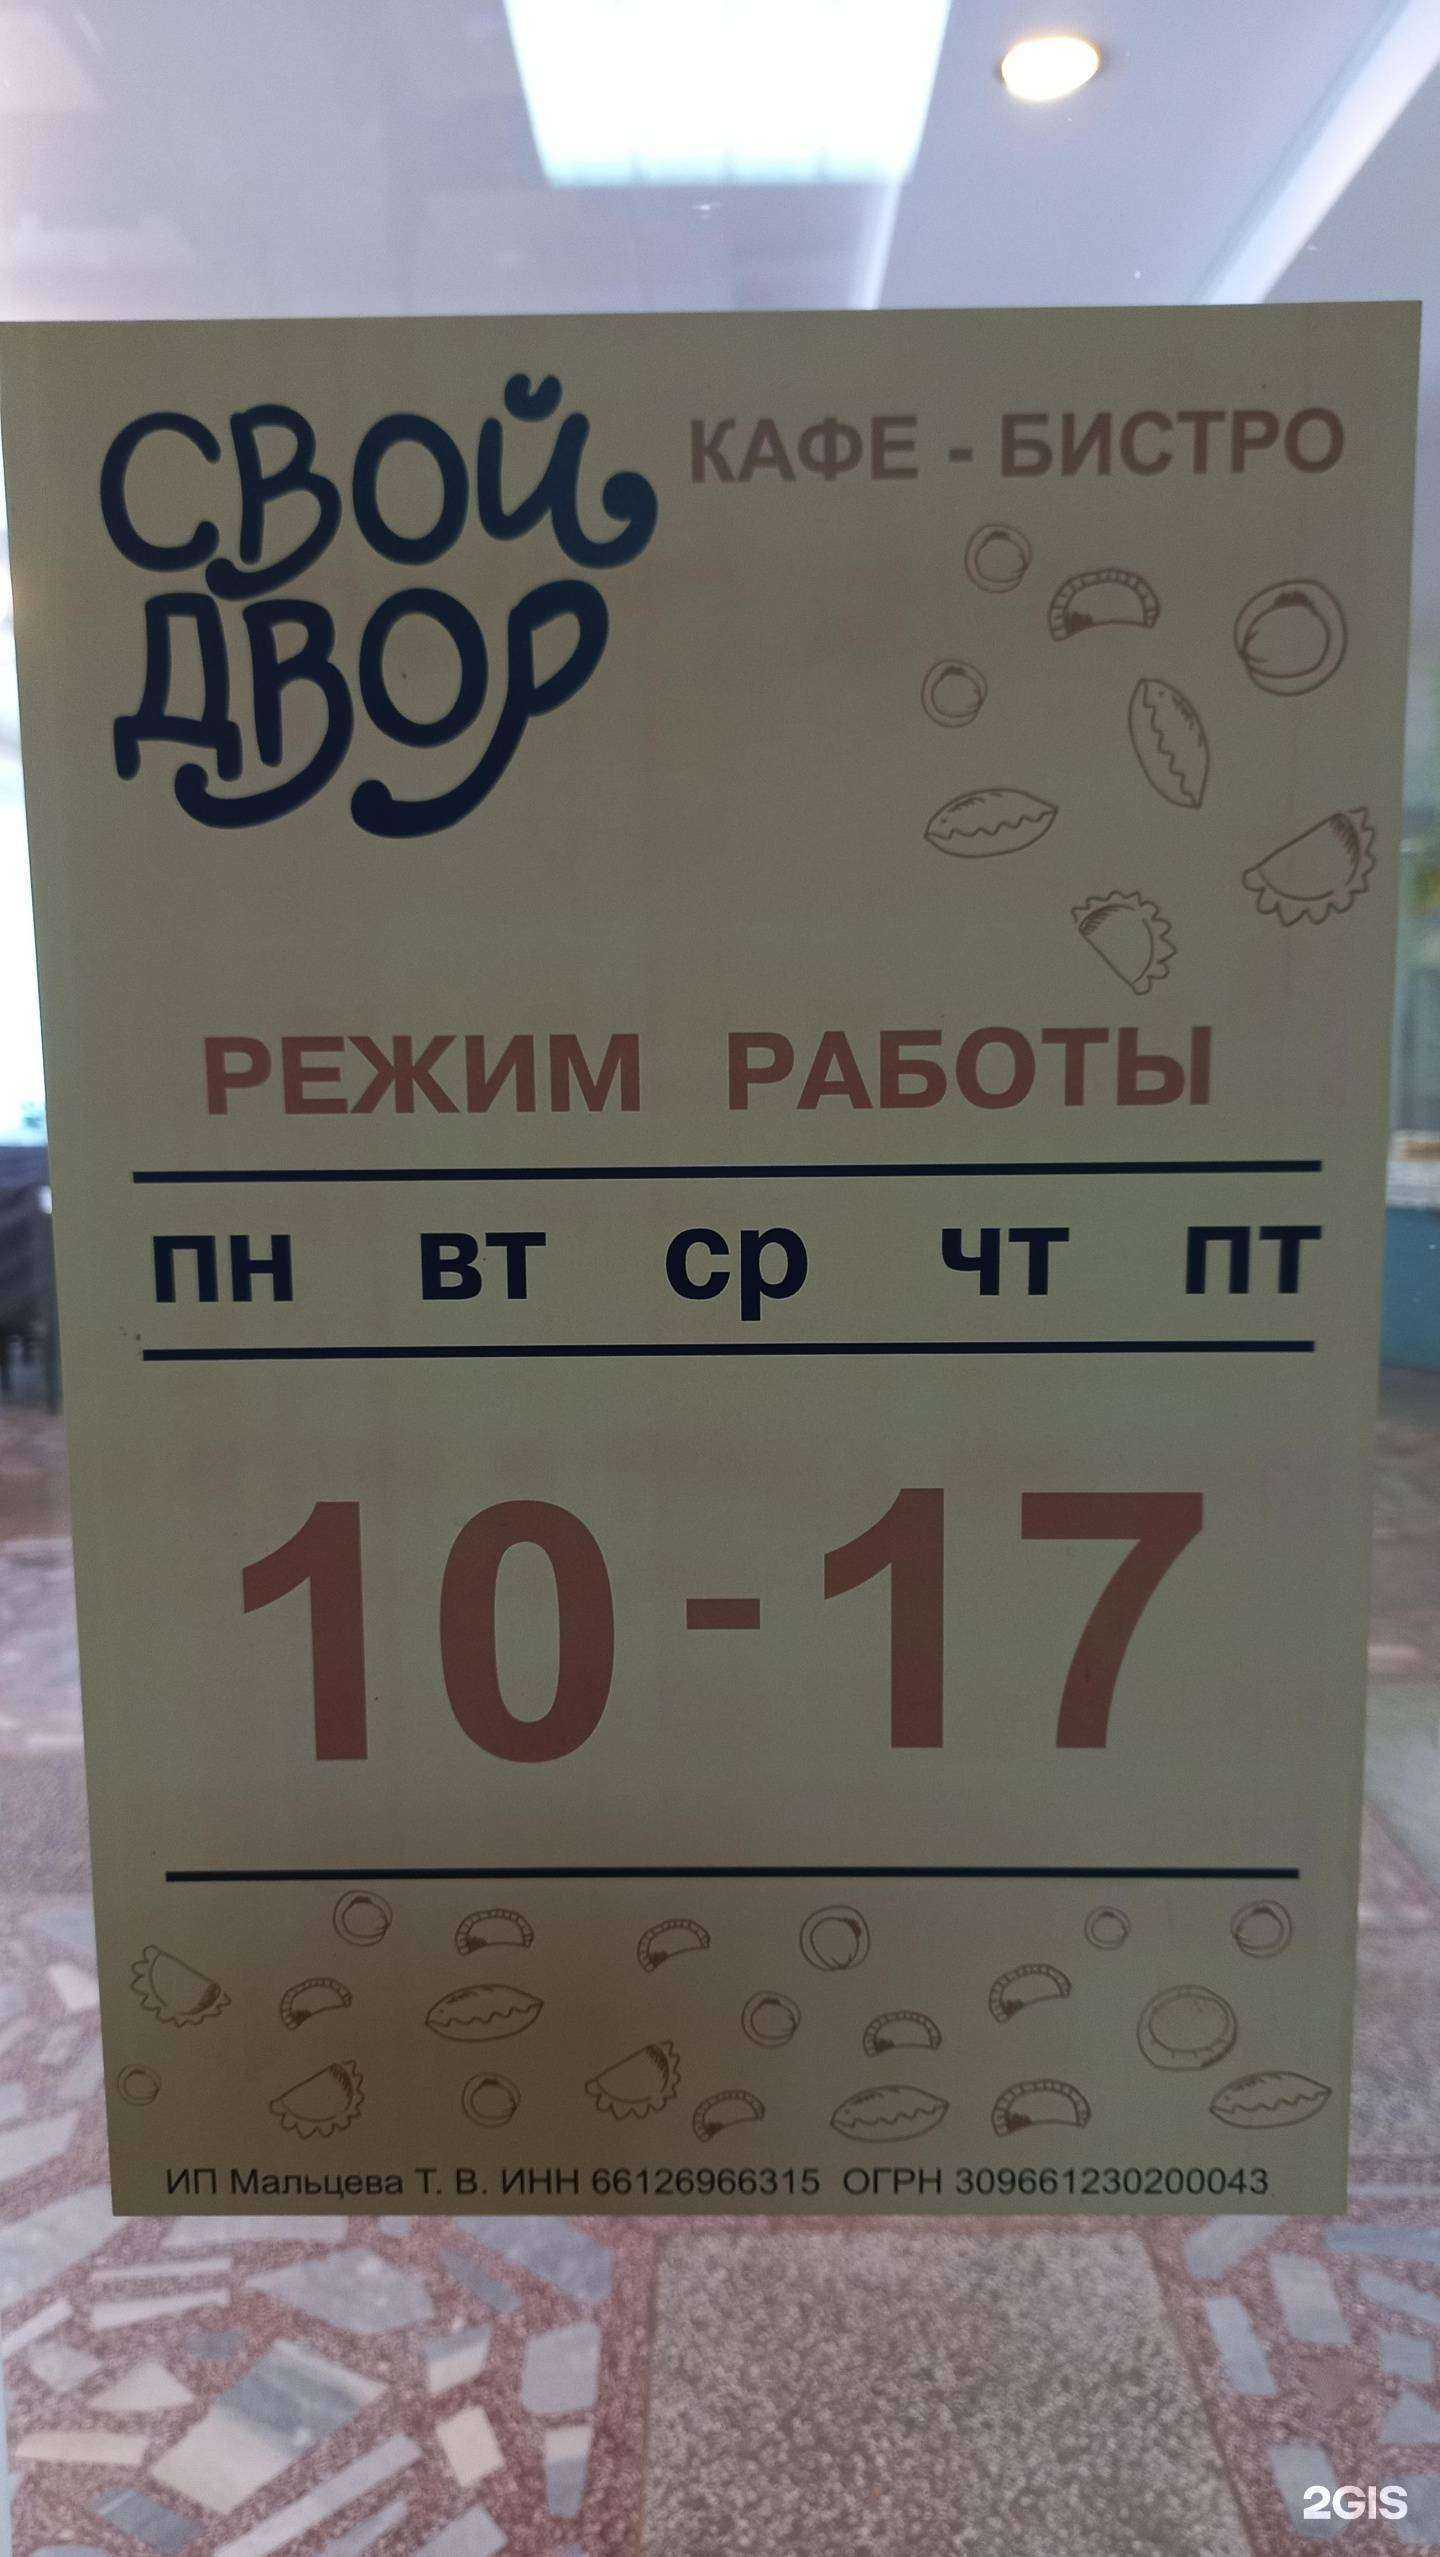 СВОЙ
ДВОР
КАФЕ - БИСТРО
РЕЖИМ РАБОТЫ
пн вт ср чт пт
10 - 17
ИП Мальцева Т. В. ИНН 66126966315 ОГРН 309661230200043
2GIS